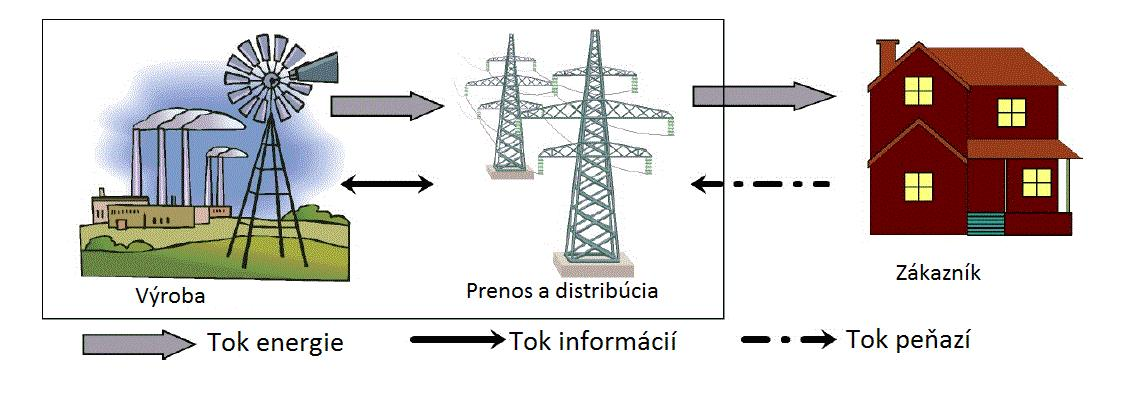 Výroba
Prenos a distribúcia
Zákazník
Tok energie
Tok informácií
Tok peňazí